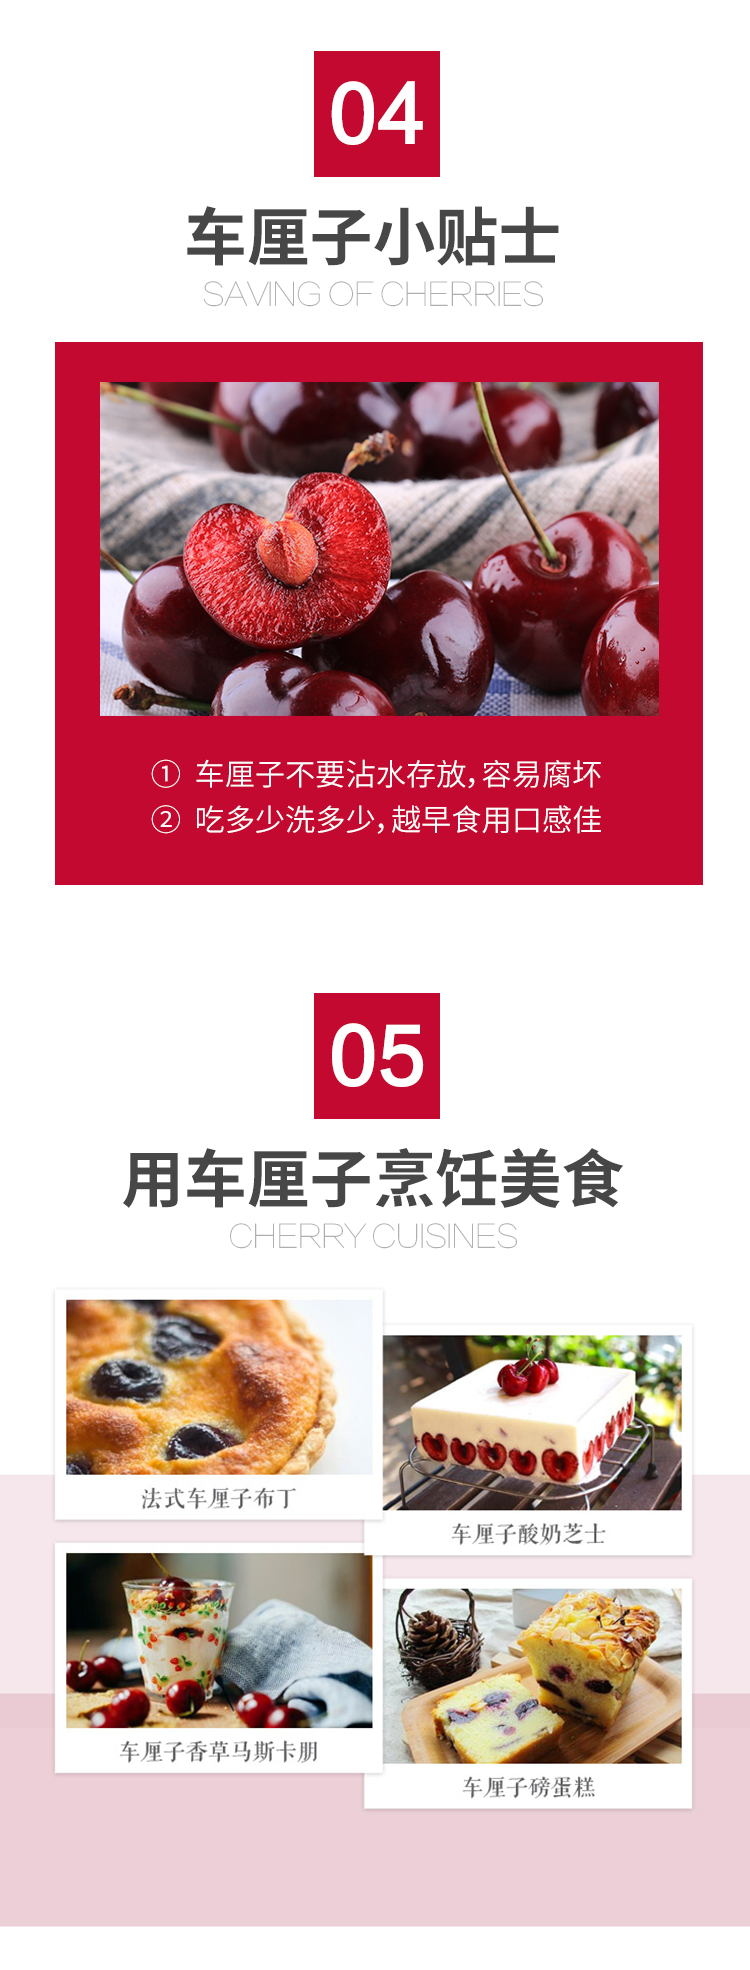 04
车厘子小贴士
SAVING OF CHERRIES
① 车厘子不要沾水存放，容易腐坏
② 吃多少洗多少，越早食用口感佳
05
用车厘子烹饪美食
CHERRY CUISINES
法式车厘子布丁
车厘子酸奶芝士
车厘子香草马斯卡朋
车厘子磅蛋糕